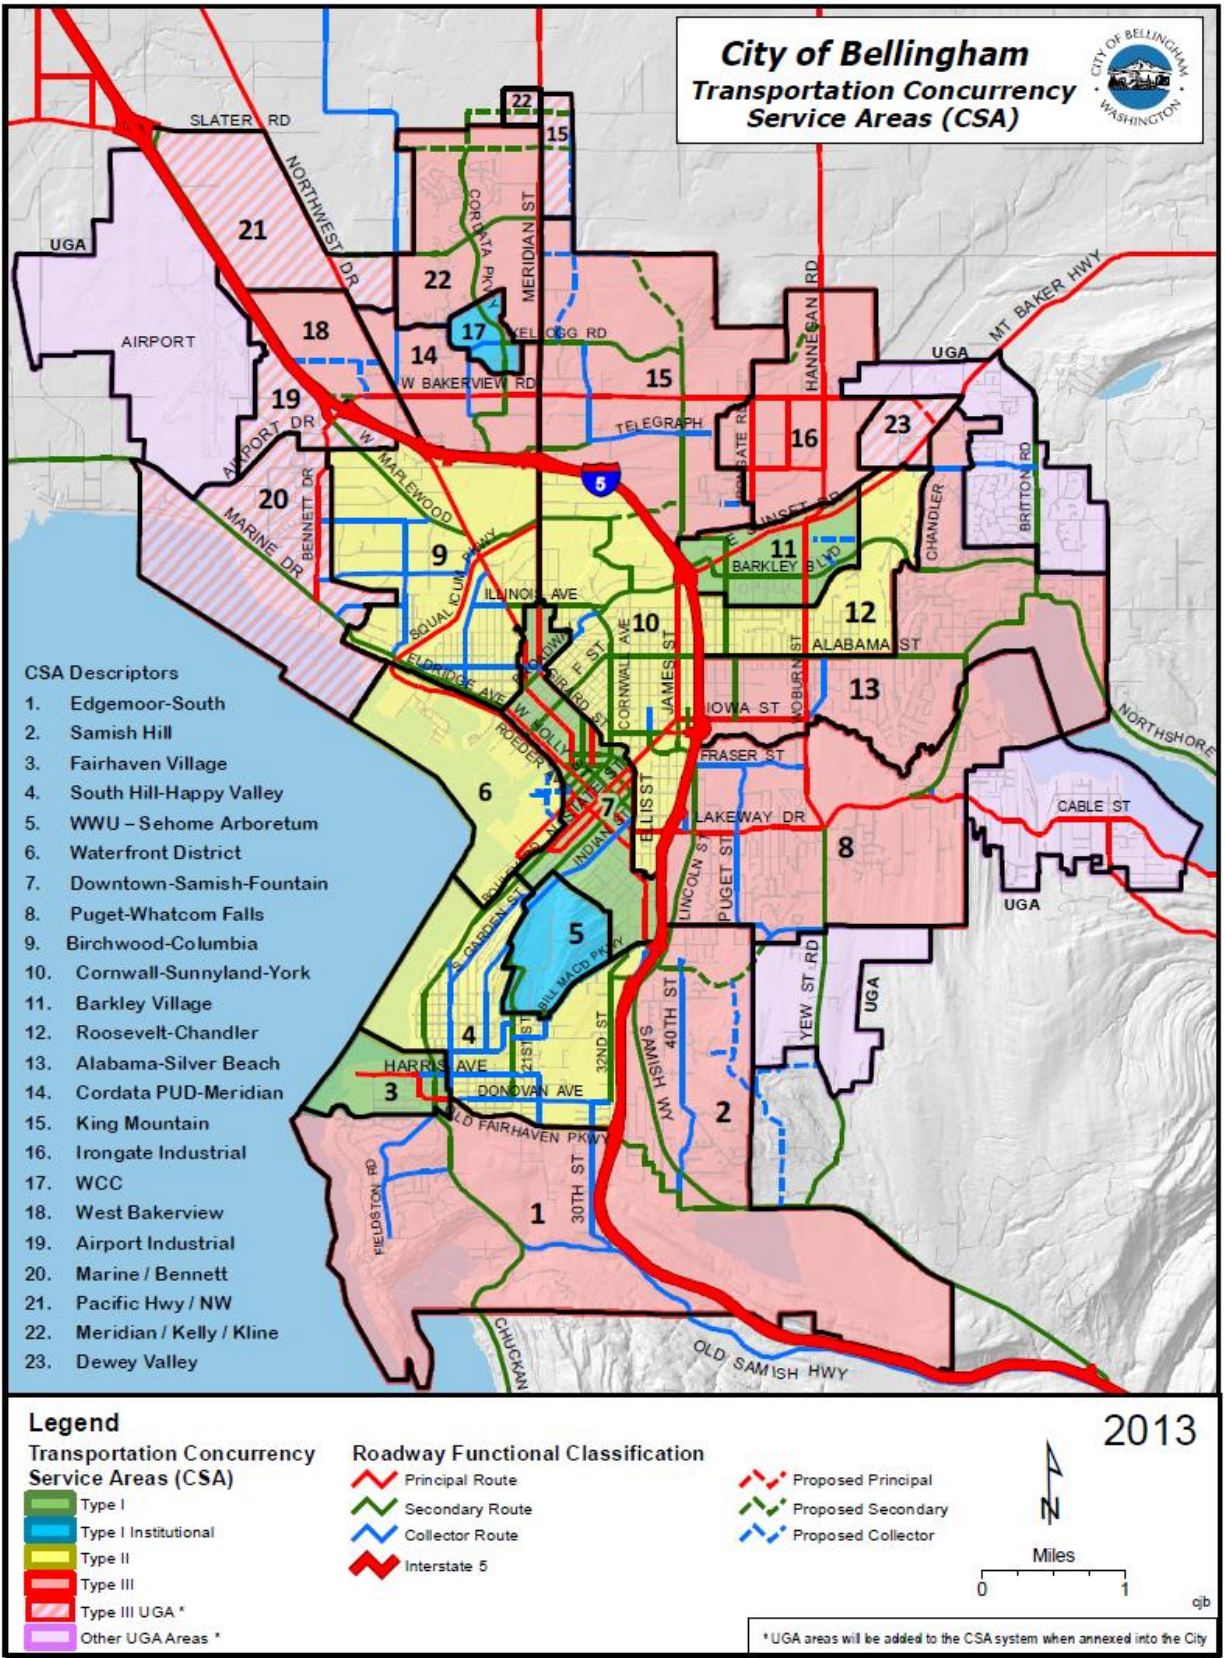 City of Bellingham
Transportation Concurrency
Service Areas (CSA)
CITY OF BELLINGHAM
• WASHINGTON •
SLATER RD
NORTHWEST DR
22
15
CORDATA PKWY
MERIDIAN ST
21
UGA
22
HANNEGAN RD
MT BAKER HWY
AIRPORT
18
17
KELLOGG RD
UGA
14
W BAKERVIEW RD
15
19
AIRPORT DR
TELEGRAPH
16
23
W MAPLEWOOD
5
20
BENNETT DR
MARINE DR
BRITTON RD
CHANDLER
E SUNSET DR
9
SQUALICUM PKWY
11
BARKLEY BLVD
ILLINOIS AVE
10
12
ALABAMA ST
ELDRIDGE AVE
F ST
GIRARD ST
CORNWALL AVE
JAMES ST
WOBURN ST
13
IOWA ST
W HOLLY
ROEDER
FRASER ST
NORTHSHORE
6
N STATE ST
7
ELLIS ST
INDIAN ST
LAKEWAY DR
CABLE ST
8
LINCOLN ST
PUGET ST
UGA
S GARDEN ST
5
BILL MACD PKWY
YEW ST RD
UGA
40TH ST
SAMISH WY
4
21ST ST
32ND ST
HARRIS AVE
3
DONOVAN AVE
2
OLD FAIRHAVEN PKWY
FIELDSTON RD
30TH ST
1
CHUCKAN
OLD SAMISH HWY
CSA Descriptors
1. Edgemoor-South
2. Samish Hill
3. Fairhaven Village
4. South Hill-Happy Valley
5. WWU – Sehome Arboretum
6. Waterfront District
7. Downtown-Samish-Fountain
8. Puget-Whatcom Falls
9. Birchwood-Columbia
10. Cornwall-Sunnyland-York
11. Barkley Village
12. Roosevelt-Chandler
13. Alabama-Silver Beach
14. Cordata PUD-Meridian
15. King Mountain
16. Irongate Industrial
17. WCC
18. West Bakerview
19. Airport Industrial
20. Marine / Bennett
21. Pacific Hwy / NW
22. Meridian / Kelly / Kline
23. Dewey Valley
Legend
Transportation Concurrency
Service Areas (CSA)
Type I
Type I Institutional
Type II
Type III
Type III UGA *
Other UGA Areas *
Roadway Functional Classification
Principal Route
Secondary Route
Collector Route
Interstate 5
Proposed Principal
Proposed Secondary
Proposed Collector
2013
N
Miles
0 1
cjb
* UGA areas will be added to the CSA system when annexed into the City